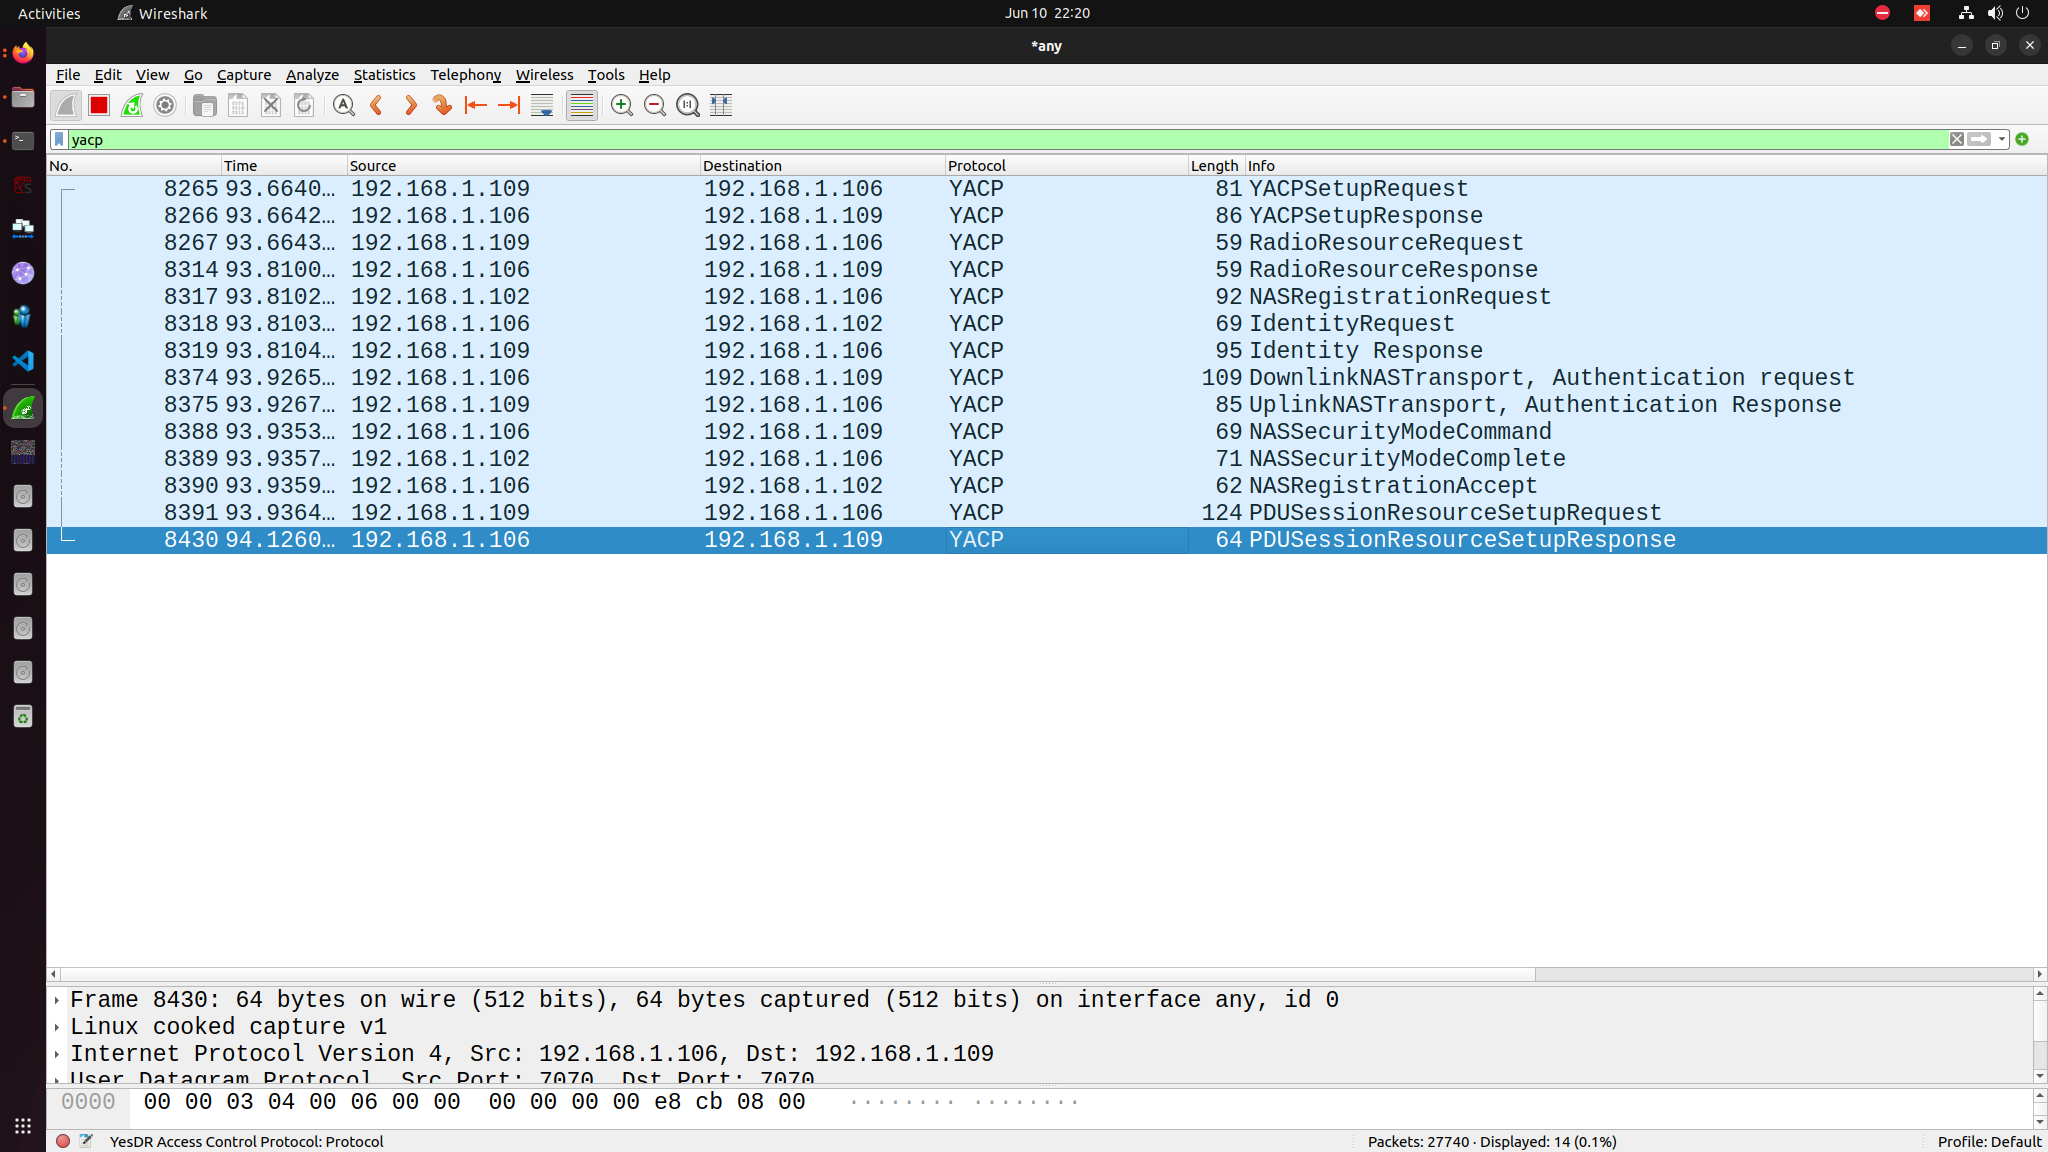 Activities Wireshark Jun 10 22:20
*any
File Edit View Go Capture Analyze Statistics Telephony Wireless Tools Help
yacp
No. Time Source Destination Protocol Length Info
8265 93.6640… 192.168.1.109 192.168.1.106 YACP 81 YACPSetupRequest
8266 93.6642… 192.168.1.106 192.168.1.109 YACP 86 YACPSetupResponse
8267 93.6643… 192.168.1.109 192.168.1.106 YACP 59 RadioResourceRequest
8314 93.8100… 192.168.1.106 192.168.1.109 YACP 59 RadioResourceResponse
8317 93.8102… 192.168.1.102 192.168.1.106 YACP 92 NASRegistrationRequest
8318 93.8103… 192.168.1.106 192.168.1.102 YACP 69 IdentityRequest
8319 93.8104… 192.168.1.109 192.168.1.106 YACP 95 Identity Response
8374 93.9265… 192.168.1.106 192.168.1.109 YACP 109 DownlinkNASTransport, Authentication request
8375 93.9267… 192.168.1.109 192.168.1.106 YACP 85 UplinkNASTransport, Authentication Response
8388 93.9353… 192.168.1.106 192.168.1.109 YACP 69 NASSecurityModeCommand
8389 93.9357… 192.168.1.102 192.168.1.106 YACP 71 NASSecurityModeComplete
8390 93.9359… 192.168.1.106 192.168.1.102 YACP 62 NASRegistrationAccept
8391 93.9364… 192.168.1.109 192.168.1.106 YACP 124 PDUSessionResourceSetupRequest
8430 94.1260… 192.168.1.106 192.168.1.109 YACP 64 PDUSessionResourceSetupResponse
Frame 8430: 64 bytes on wire (512 bits), 64 bytes captured (512 bits) on interface any, id 0
Linux cooked capture v1
Internet Protocol Version 4, Src: 192.168.1.106, Dst: 192.168.1.109
User Datagram Protocol, Src Port: 7070, Dst Port: 7070
0000 00 00 03 04 00 06 00 00 00 00 00 00 e8 cb 08 00 ········ ········
YesDR Access Control Protocol: Protocol Packets: 27740 · Displayed: 14 (0.1%) Profile: Default